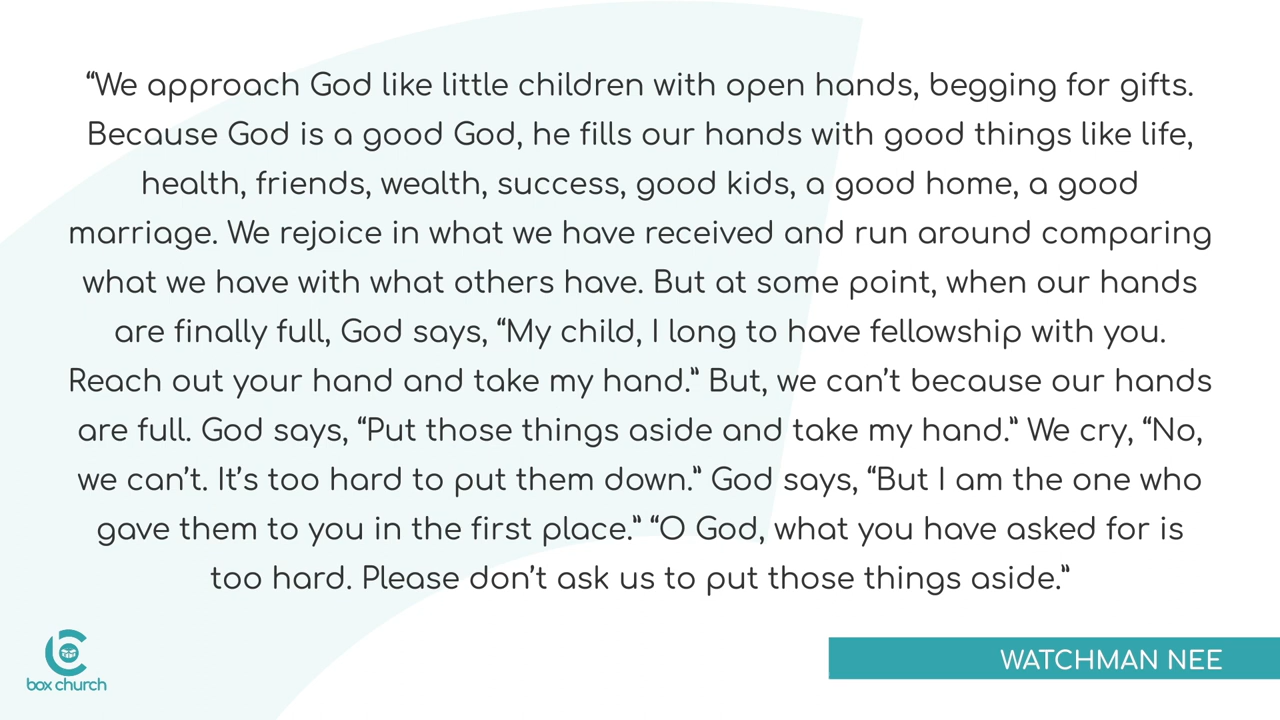 “We approach God like little children with open hands, begging for gifts.
Because God is a good God, he fills our hands with good things like life,
health, friends, wealth, success, good kids, a good home, a good
marriage. We rejoice in what we have received and run around comparing
what we have with what others have. But at some point, when our hands
are finally full, God says, “My child, I long to have fellowship with you.
Reach out your hand and take my hand.” But, we can’t because our hands
are full. God says, “Put those things aside and take my hand.” We cry, “No,
we can’t. It’s too hard to put them down.” God says, “But I am the one who
gave them to you in the first place.” “O God, what you have asked for is
too hard. Please don’t ask us to put those things aside.”
box church
WATCHMAN NEE